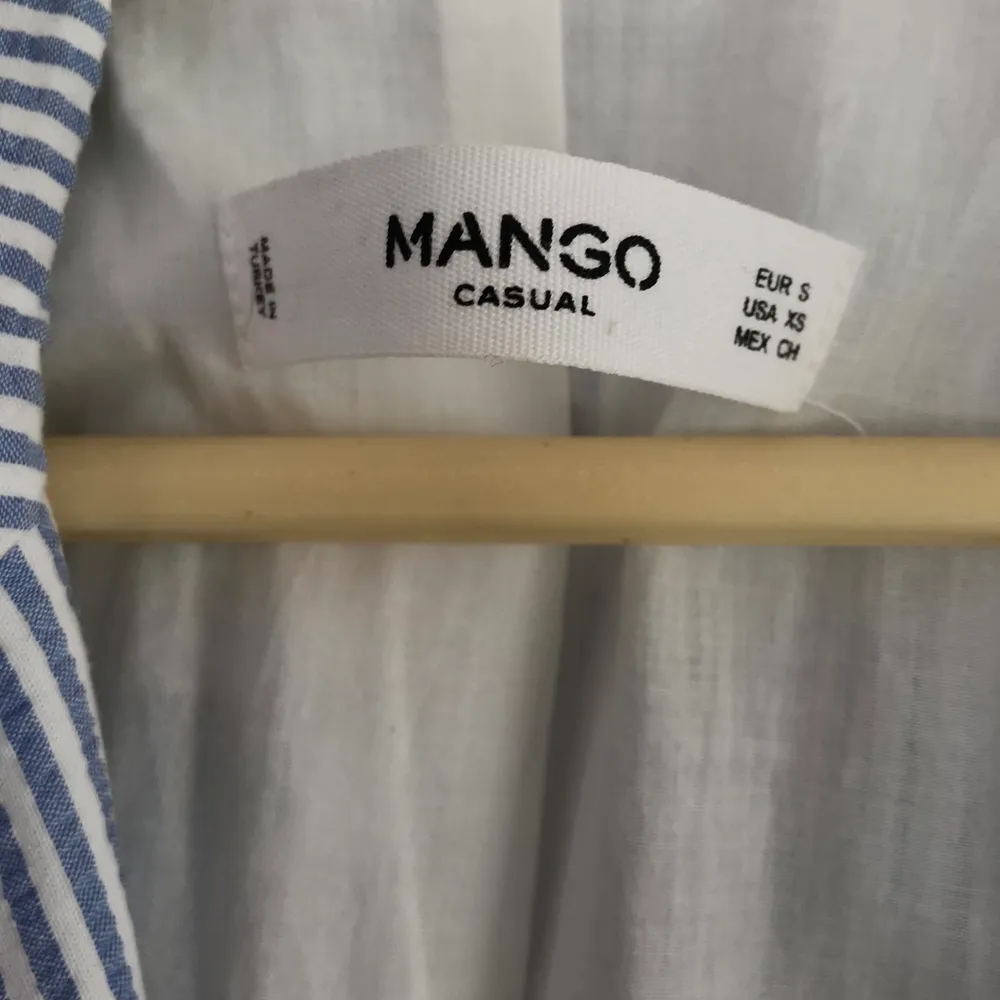 MADE IN
TURKEY
MANGO
CASUAL
EUR S
USA XS
MEX CH